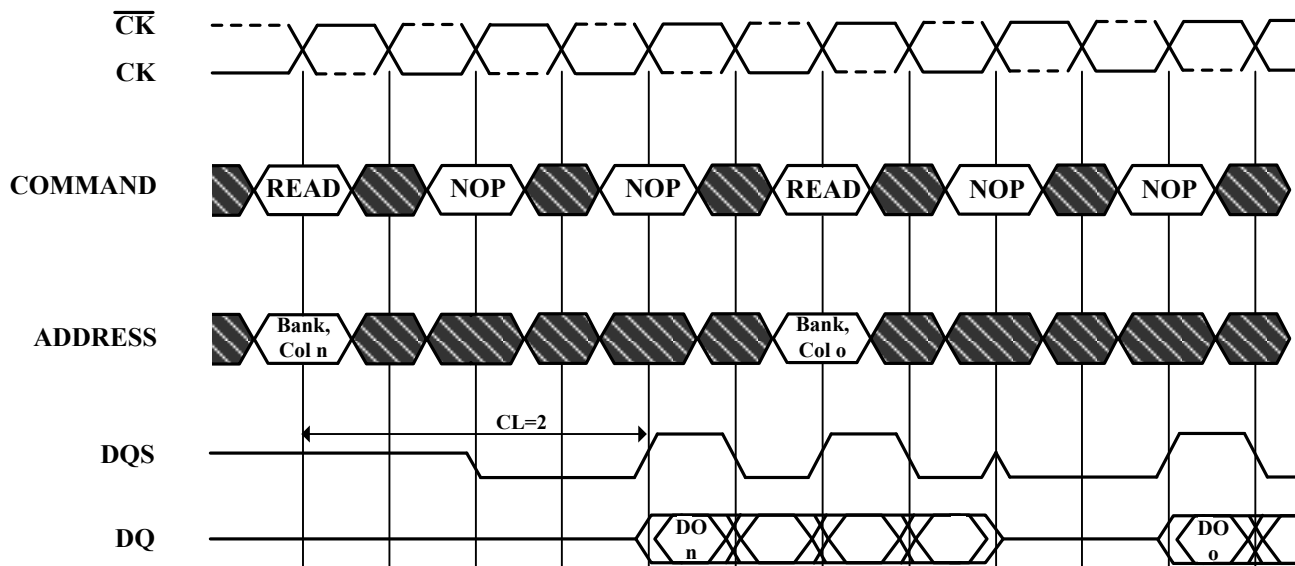 C̅K̅
CK
COMMAND
READ NOP NOP READ NOP NOP
ADDRESS
Bank,
Col n
Bank,
Col o
CL=2
DQS
DQ
DO
n
DO
o